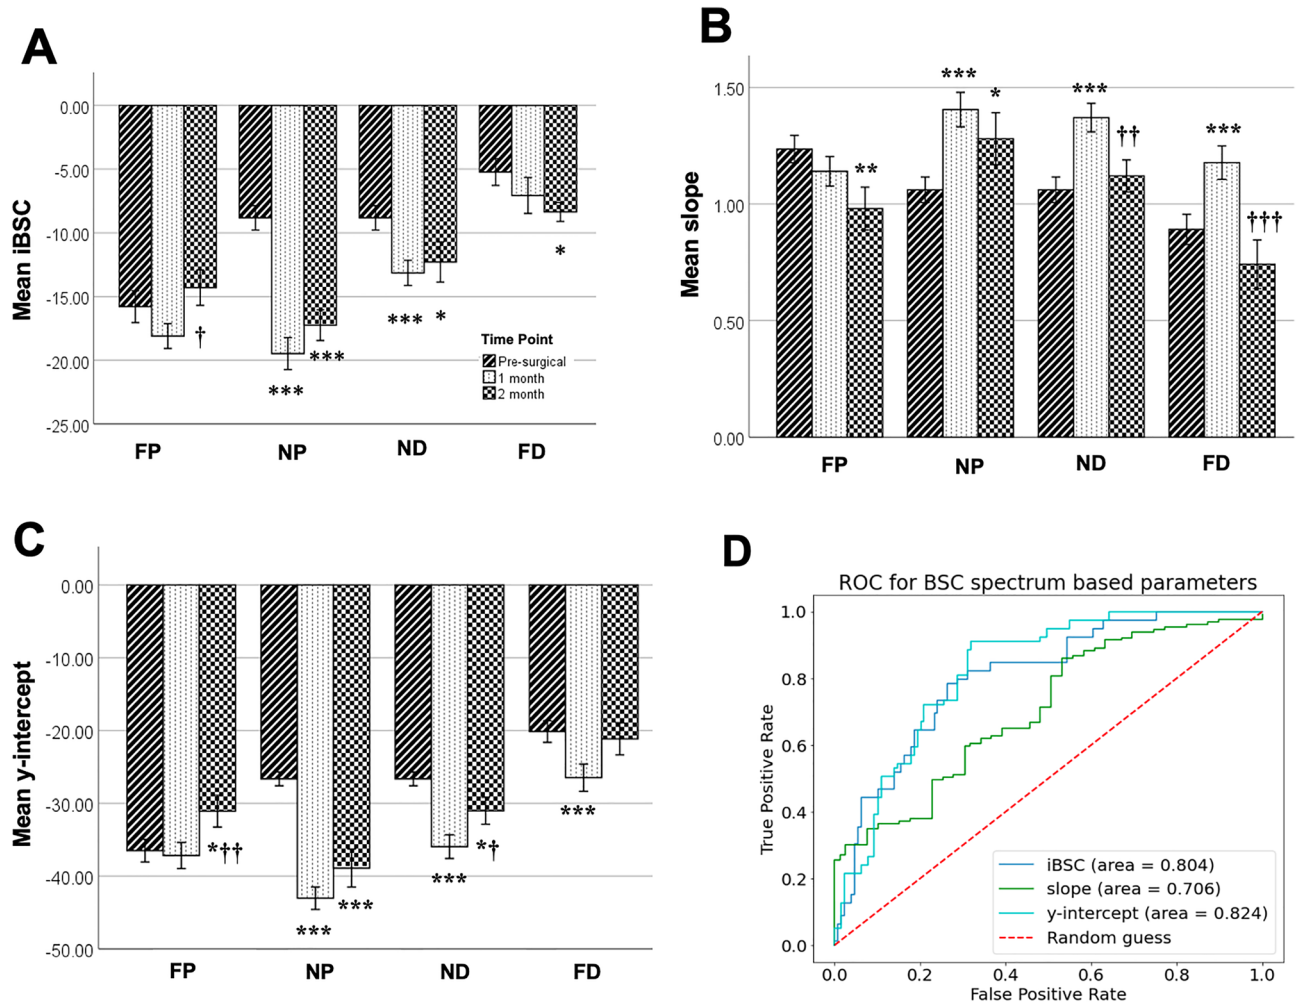 A
Mean iBSC
0.00
-5.00
-10.00
-15.00
-20.00
-25.00
†
***
***
***
*
*
Time Point
Pre-surgical
1 month
2 month
FP NP ND FD
B
Mean slope
1.50
1.00
0.50
0.00
**
***
*
***
††
***
†††
FP NP ND FD
C
Mean y-intercept
0.00
-10.00
-20.00
-30.00
-40.00
-50.00
*††
***
***
***
*†
***
FP NP ND FD
D
ROC for BSC spectrum based parameters
True Positive Rate
1.0
0.8
0.6
0.4
0.2
0.0
iBSC (area = 0.804)
slope (area = 0.706)
y-intercept (area = 0.824)
Random guess
0.0 0.2 0.4 0.6 0.8 1.0
False Positive Rate